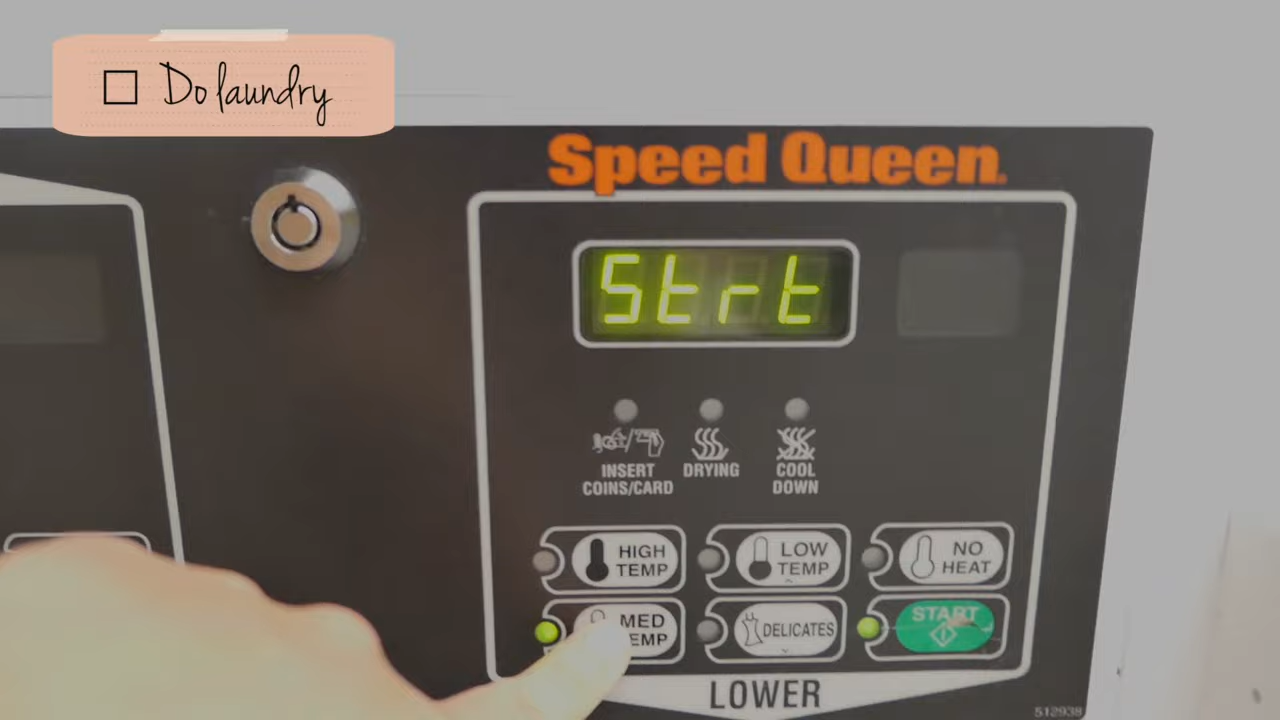 Do laundry
Speed Queen
Strt
INSERT
COINS/CARD
DRYING
COOL
DOWN
HIGH
TEMP
LOW
TEMP
NO
HEAT
MED
TEMP
DELICATES
START
LOWER
512938